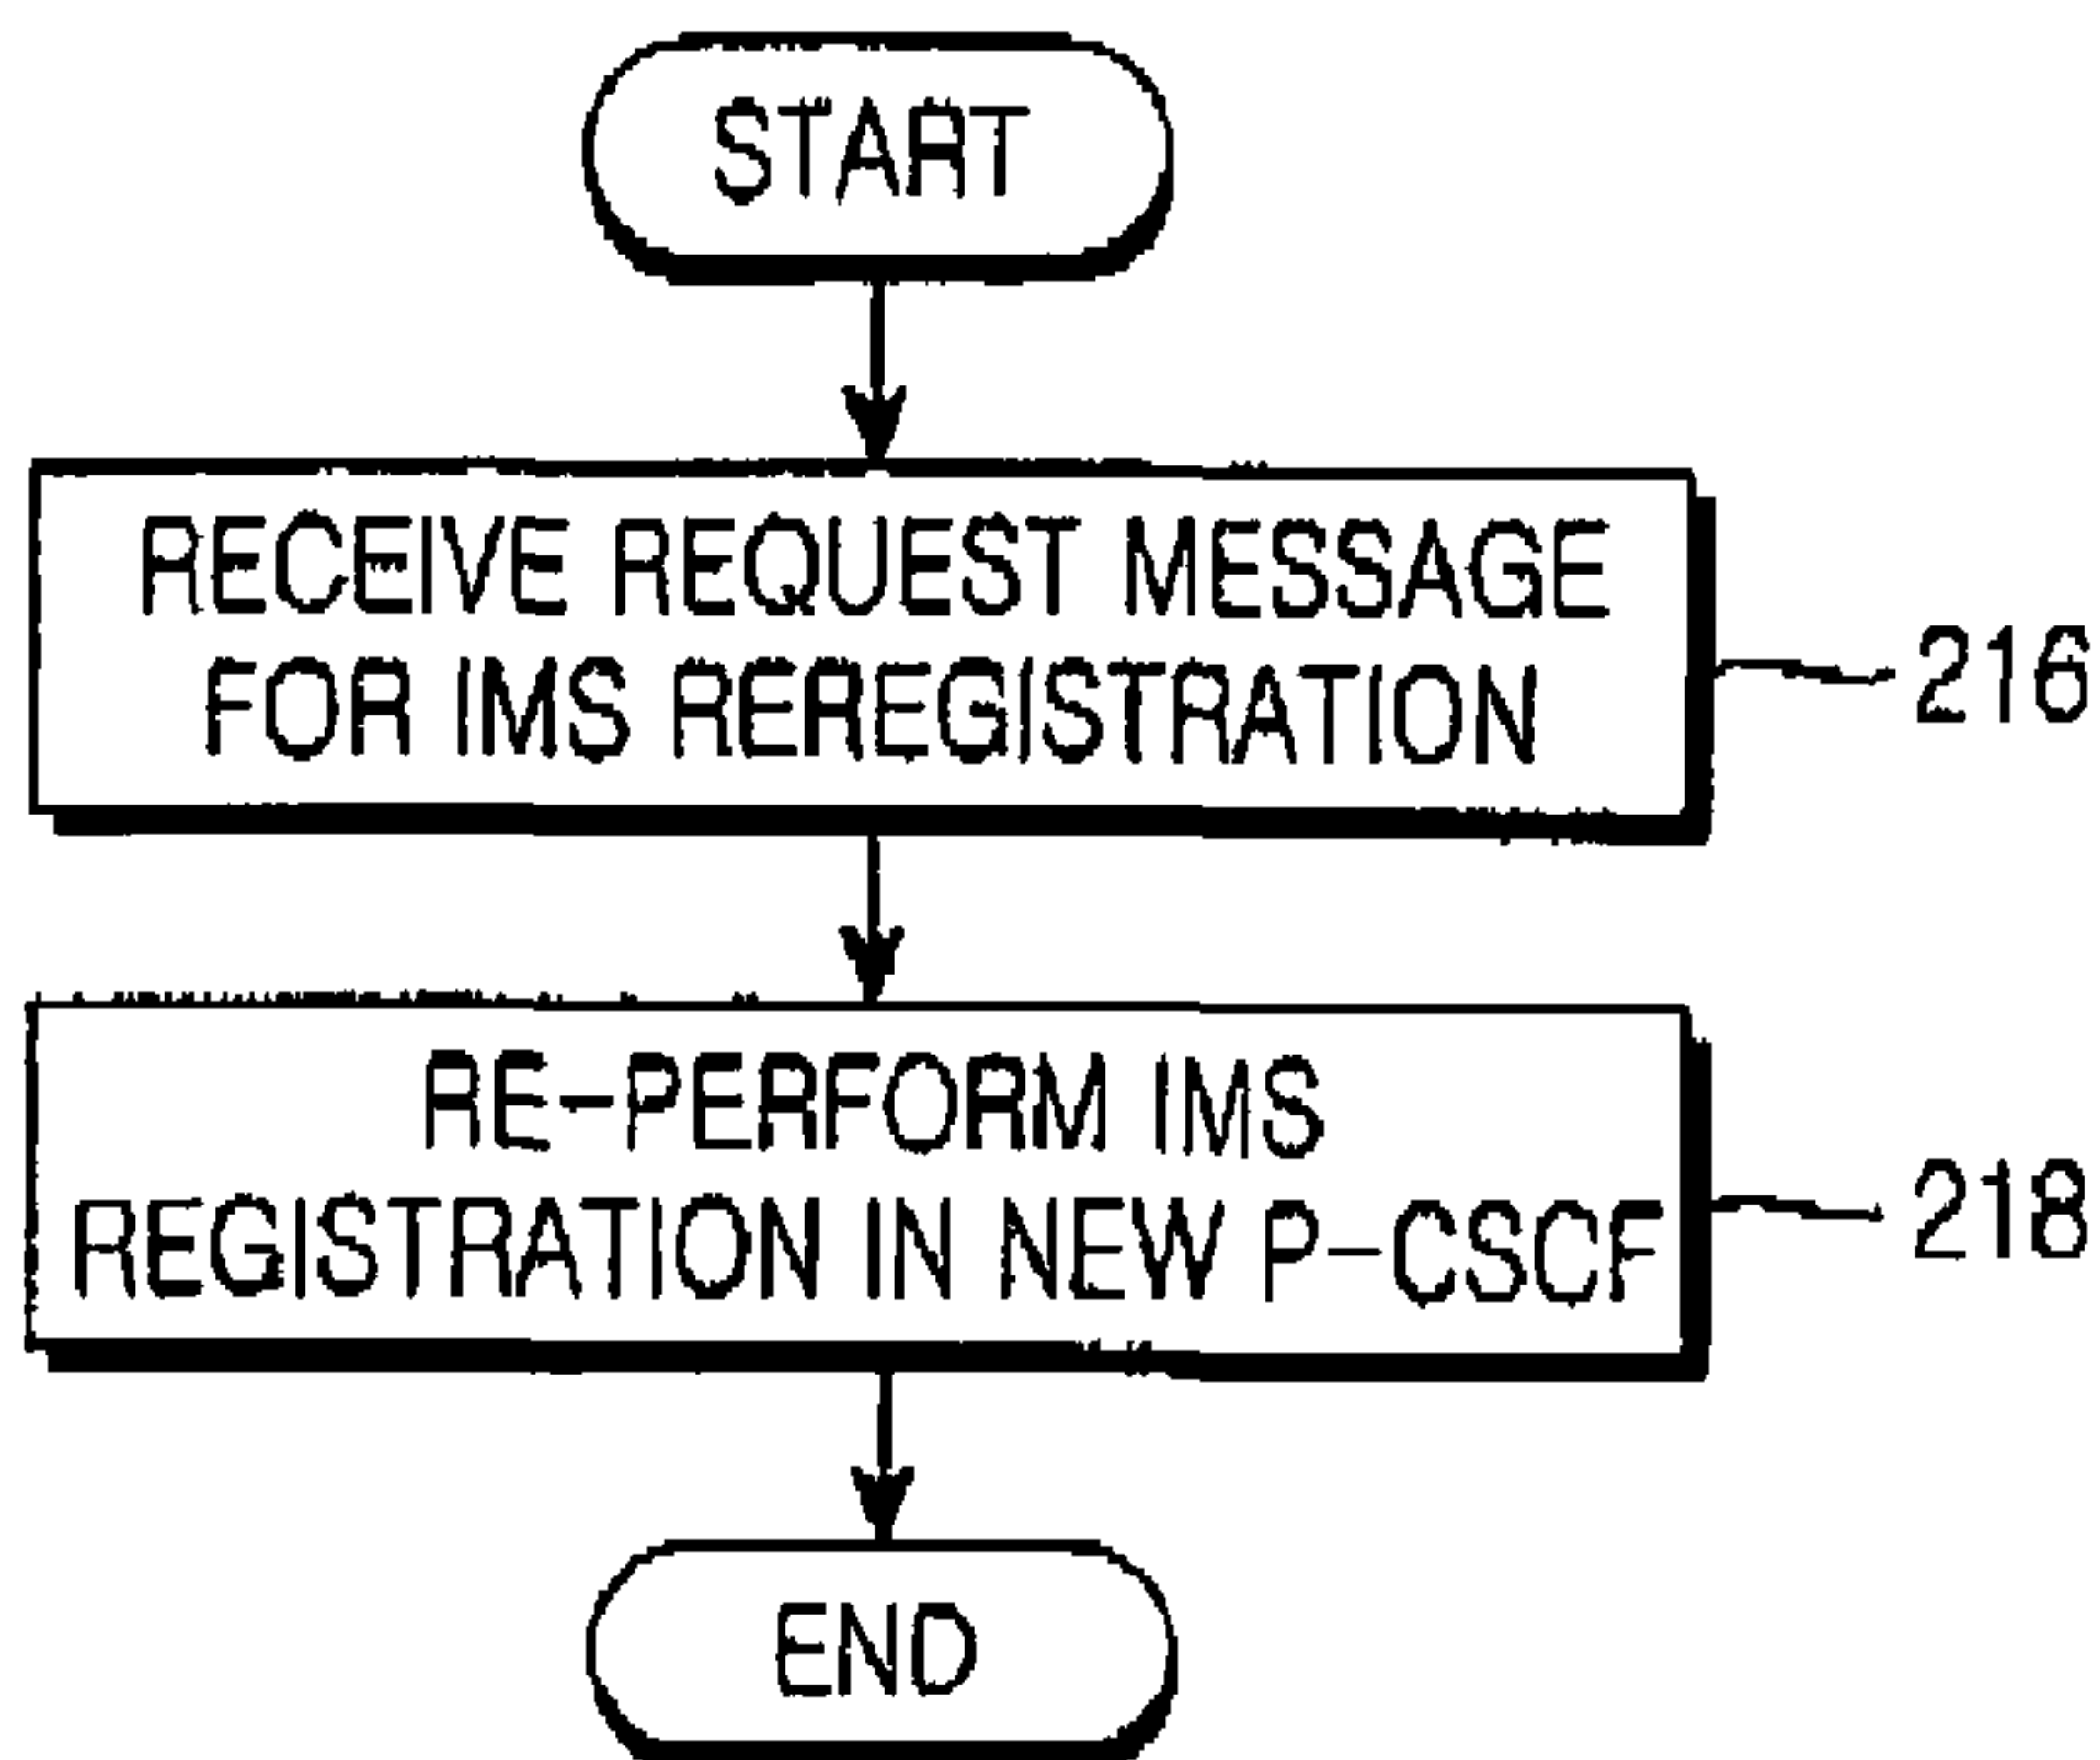 START
RECEIVE REQUEST MESSAGE
FOR IMS REREGISTRATION
216
RE-PERFORM IMS
REGISTRATION IN NEW P-CSCF
218
END